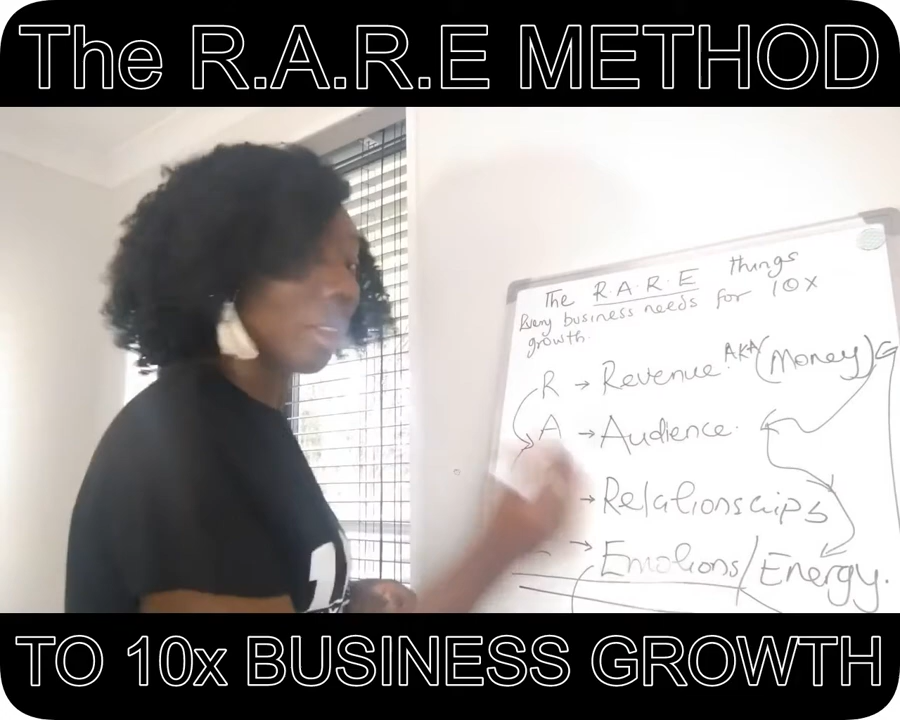 The R.A.R.E METHOD
The R.A.R.E things
Every business needs for 10x
growth.
R → Revenue. AKA (Money)
A → Audience.
→ Relationships
→ Emotions/Energy.
TO 10x BUSINESS GROWTH